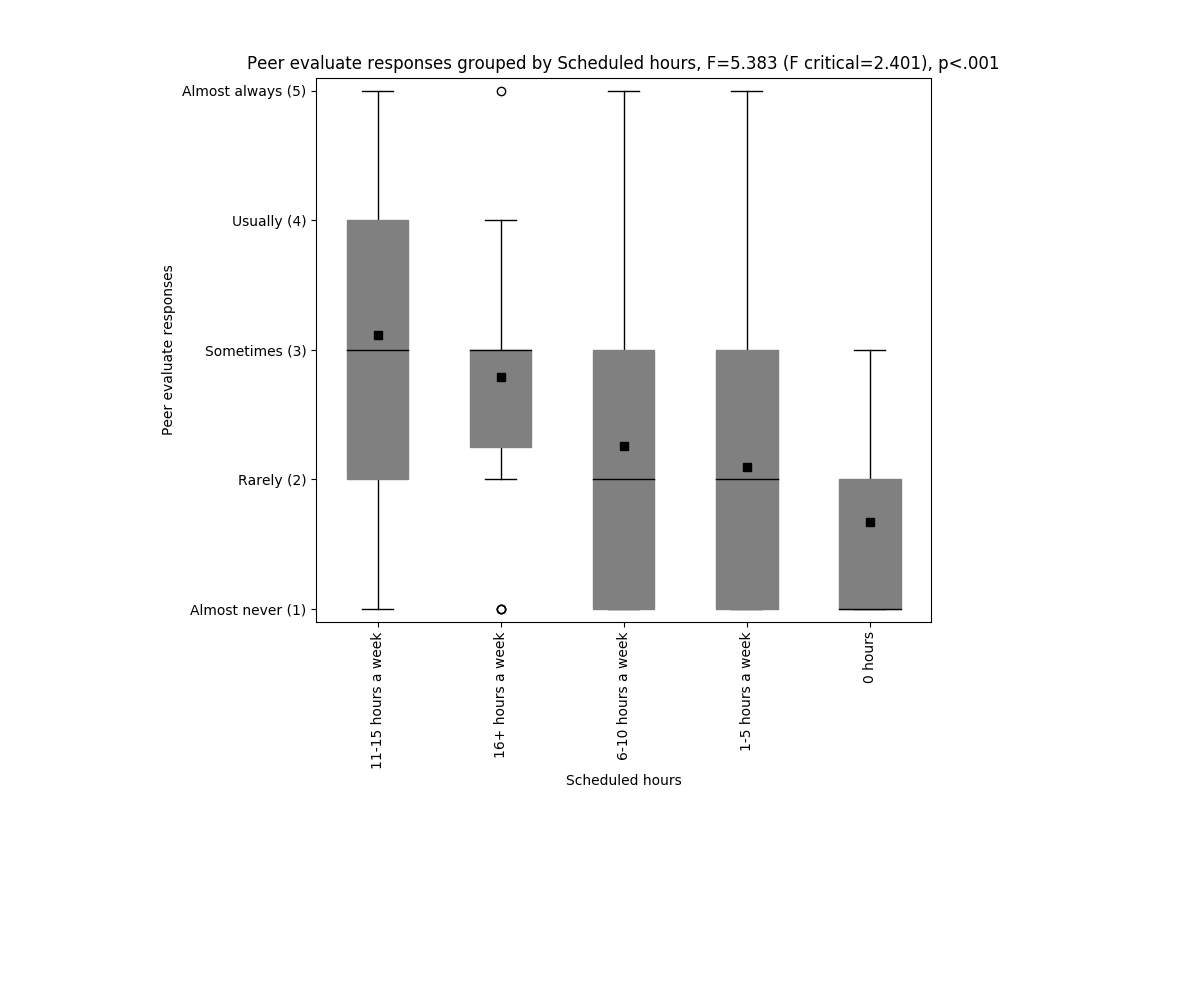 Peer evaluate responses grouped by Scheduled hours, F=5.383 (F critical=2.401), p<.001
Almost always (5)
Usually (4)
Sometimes (3)
Rarely (2)
Almost never (1)
Peer evaluate responses
11-15 hours a week
16+ hours a week
6-10 hours a week
1-5 hours a week
0 hours
Scheduled hours